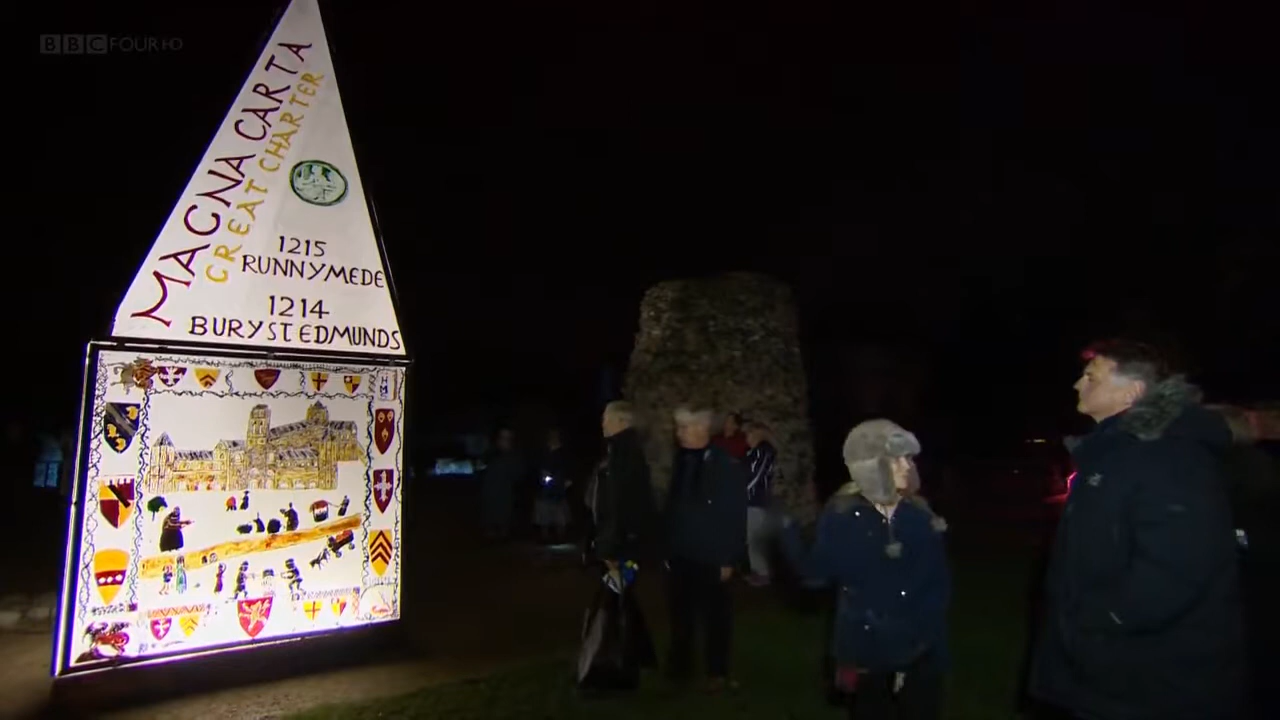 BBC FOUR HD
MAGNA CARTA
GREAT CHARTER
1215
RUNNYMEDE
1214
BURY ST EDMUNDS